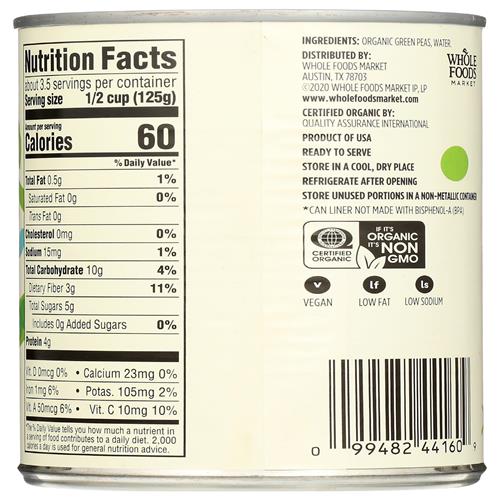 Nutrition Facts
about 3.5 servings per container
Serving size 1/2 cup (125g)
Amount per serving
Calories 60
% Daily Value*
Total Fat 0.5g 1%
Saturated Fat 0g 0%
Trans Fat 0g
Cholesterol 0mg 0%
Sodium 15mg 1%
Total Carbohydrate 10g 4%
Dietary Fiber 3g 11%
Total Sugars 5g
Includes 0g Added Sugars 0%
Protein 4g
Vit. D 0mcg 0% • Calcium 23mg 0%
Iron 1mg 6% • Potas. 105mg 2%
Vit. A 50mcg 6% • Vit. C 10mg 10%
*The % Daily Value tells you how much a nutrient in
a serving of food contributes to a daily diet. 2,000
calories a day is used for general nutrition advice.
INGREDIENTS: ORGANIC GREEN PEAS, WATER.
DISTRIBUTED BY:
WHOLE FOODS MARKET
AUSTIN, TX 78703
©2020 WHOLE FOODS MARKET IP, LP
www.wholefoodsmarket.com
CERTIFIED ORGANIC BY:
QUALITY ASSURANCE INTERNATIONAL
PRODUCT OF USA
READY TO SERVE
STORE IN A COOL, DRY PLACE
REFRIGERATE AFTER OPENING
STORE UNUSED PORTIONS IN A NON-METALLIC CONTAINER
*CAN LINER NOT MADE WITH BISPHENOL-A (BPA)
WHOLE
FOODS
MARKET
CERTIFIED
ORGANIC
IF IT'S
ORGANIC
IT'S NON
GMO
v
VEGAN
lf
LOW FAT
ls
LOW SODIUM
0 99482 44160 9